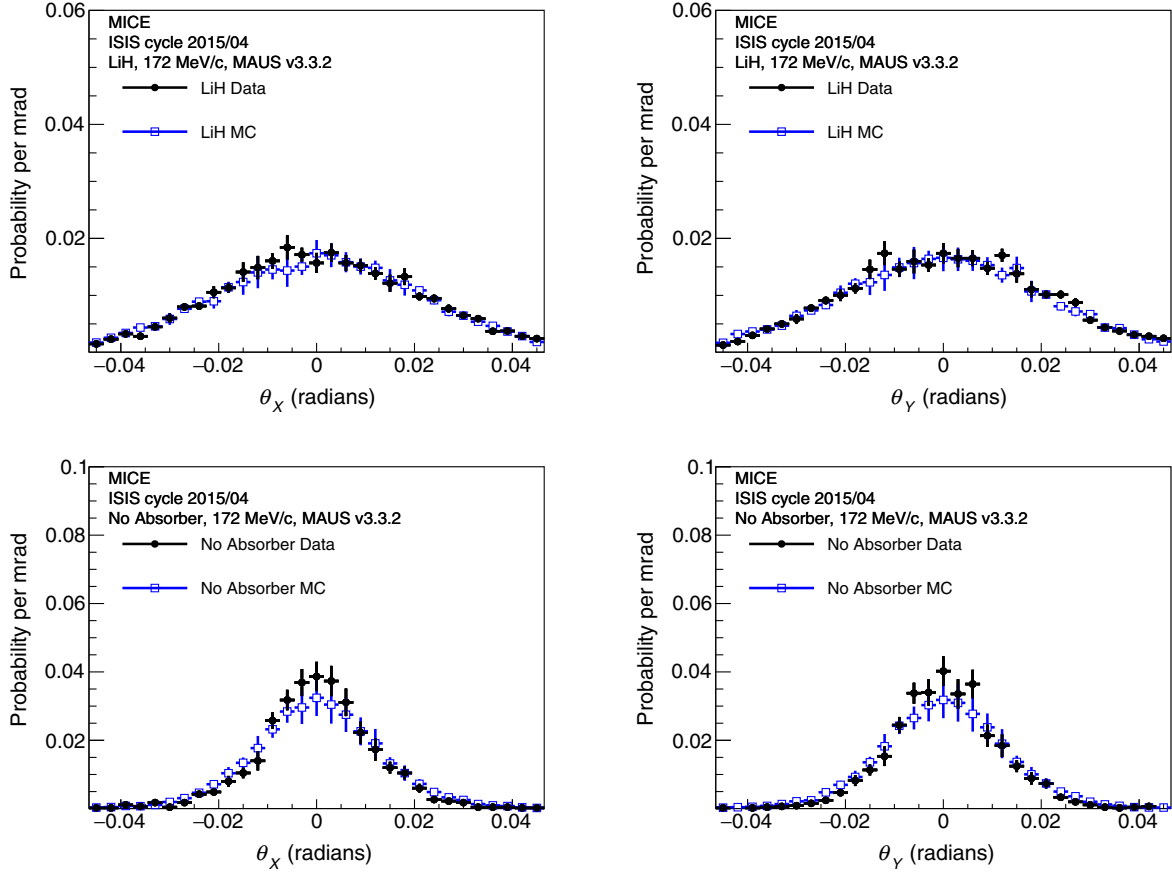 0.06
MICE
ISIS cycle 2015/04
LiH, 172 MeV/c, MAUS v3.3.2
LiH Data
LiH MC
0.04
0.02
Probability per mrad
−0.04 −0.02 0 0.02 0.04
θX (radians)
0.06
MICE
ISIS cycle 2015/04
LiH, 172 MeV/c, MAUS v3.3.2
LiH Data
LiH MC
0.04
0.02
Probability per mrad
−0.04 −0.02 0 0.02 0.04
θY (radians)
0.1
MICE
ISIS cycle 2015/04
No Absorber, 172 MeV/c, MAUS v3.3.2
0.08
No Absorber Data
No Absorber MC
0.06
0.04
0.02
Probability per mrad
−0.04 −0.02 0 0.02 0.04
θX (radians)
0.1
MICE
ISIS cycle 2015/04
No Absorber, 172 MeV/c, MAUS v3.3.2
0.08
No Absorber Data
No Absorber MC
0.06
0.04
0.02
Probability per mrad
−0.04 −0.02 0 0.02 0.04
θY (radians)